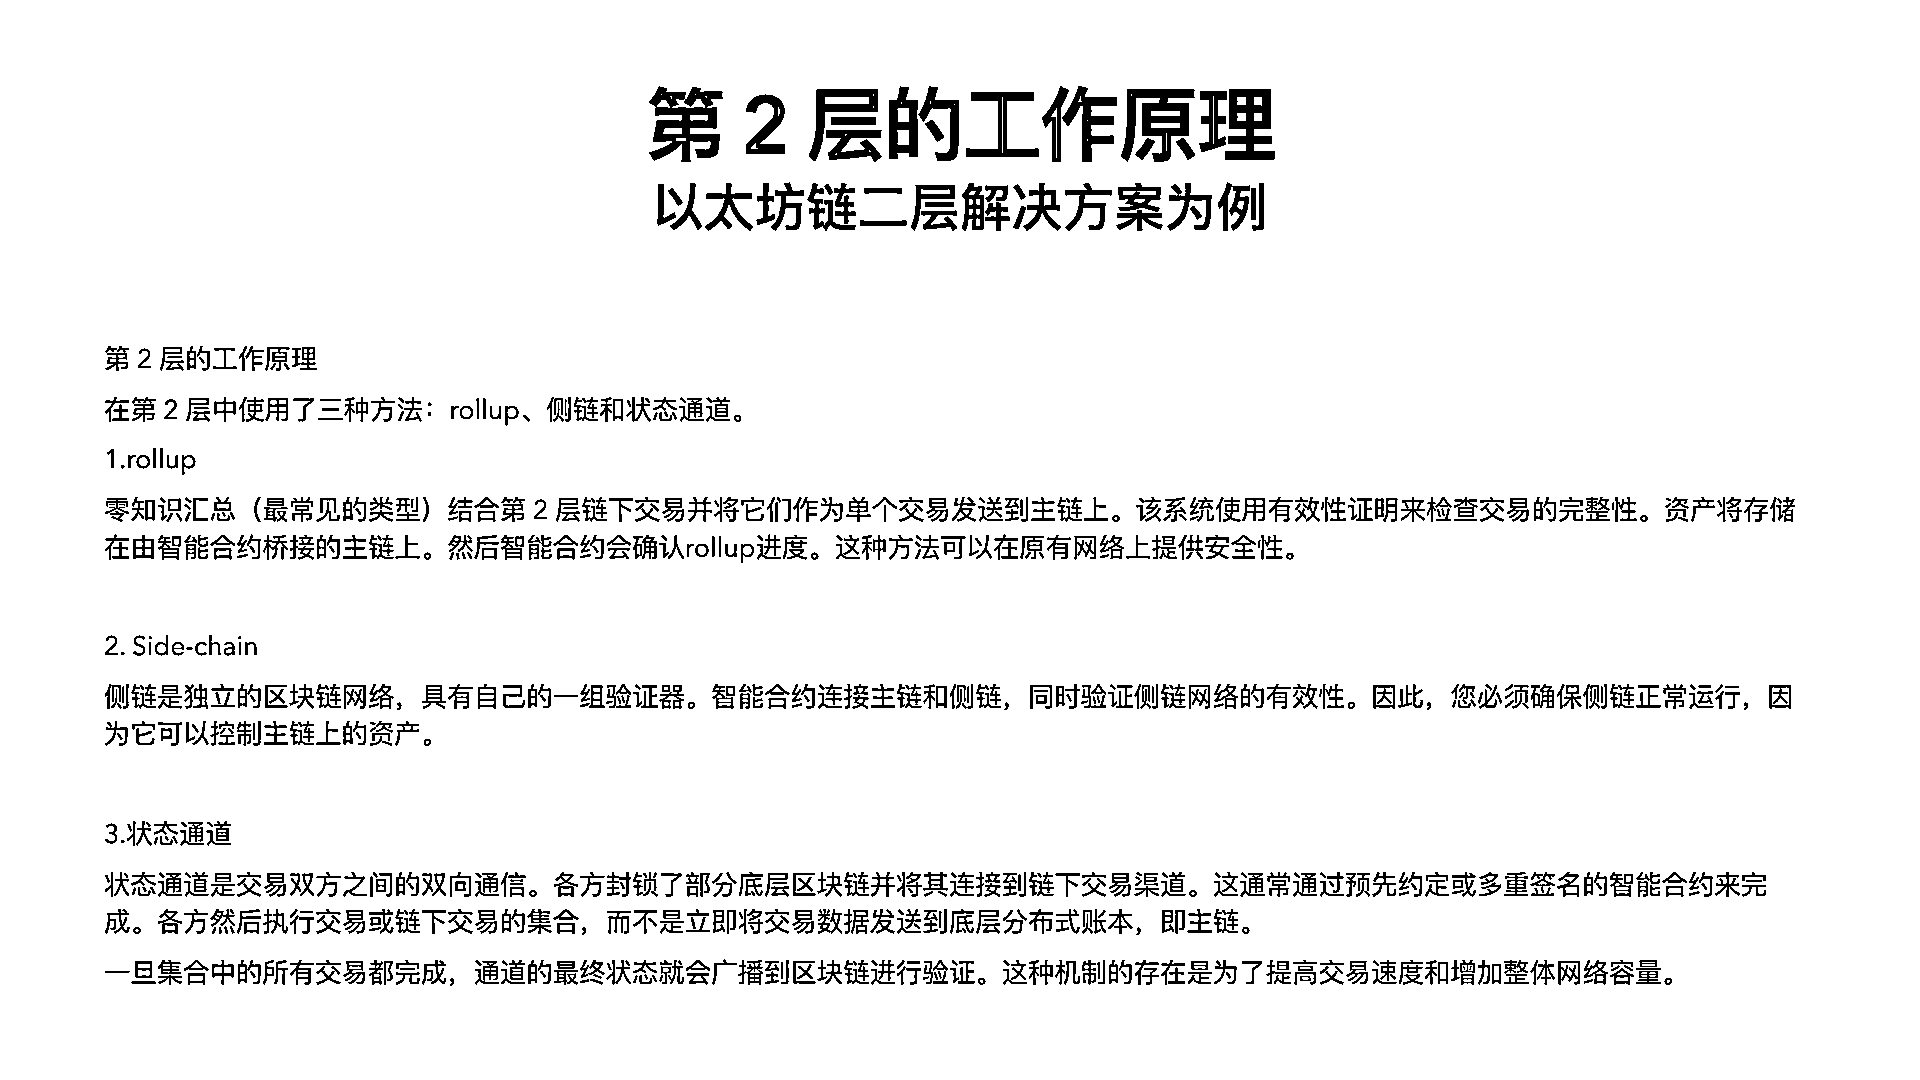 第 2 层的工作原理
以太坊链二层解决方案为例
第 2 层的工作原理
在第 2 层中使用了三种方法：rollup、侧链和状态通道。
1.rollup
零知识汇总（最常见的类型）结合第 2 层链下交易并将它们作为单个交易发送到主链上。该系统使用有效性证明来检查交易的完整性。资产将存储
在由智能合约桥接的主链上。然后智能合约会确认rollup进度。这种方法可以在原有网络上提供安全性。
2. Side-chain
侧链是独立的区块链网络，具有自己的一组验证器。智能合约连接主链和侧链，同时验证侧链网络的有效性。因此，您必须确保侧链正常运行，因
为它可以控制主链上的资产。
3.状态通道
状态通道是交易双方之间的双向通信。各方封锁了部分底层区块链并将其连接到链下交易渠道。这通常通过预先约定或多重签名的智能合约来完
成。各方然后执行交易或链下交易的集合，而不是立即将交易数据发送到底层分布式账本，即主链。
一旦集合中的所有交易都完成，通道的最终状态就会广播到区块链进行验证。这种机制的存在是为了提高交易速度和增加整体网络容量。